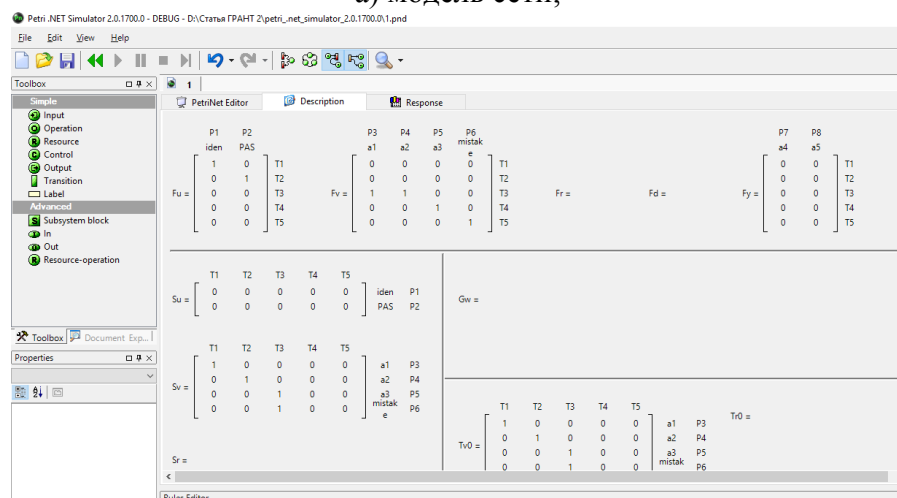 а) модель сети;
Petri .NET Simulator 2.0.1700.0 - DEBUG - D:\Статья ГРАНТ 2\petri_.net_simulator_2.0.1700.0\1.pnd
File Edit View Help
Toolbox
1
Simple
PetriNet Editor Description Response
Input
Operation
Resource
Control
Output
Transition
Label
Advanced
Subsystem block
In
Out
Resource-operation
P1 P2
iden PAS
Fu =
1 0 T1
0 1 T2
0 0 T3
0 0 T4
0 0 T5
P3 P4 P5 P6
a1 a2 a3 mistak
e
Fv =
0 0 0 0 T1
0 0 0 0 T2
1 1 0 0 T3
0 0 1 0 T4
0 0 0 1 T5
Fr =
Fd =
P7 P8
a4 a5
Fy =
0 0 T1
0 0 T2
0 0 T3
0 0 T4
0 0 T5
T1 T2 T3 T4 T5
Su =
0 0 0 0 0 iden P1
0 0 0 0 0 PAS P2
Gw =
Toolbox Document Exp...
Properties
T1 T2 T3 T4 T5
Sv =
1 0 0 0 0 a1 P3
0 1 0 0 0 a2 P4
0 0 1 0 0 a3 P5
0 0 1 0 0 mistak P6
e
Sr =
T1 T2 T3 T4 T5
Tv0 =
1 0 0 0 0 a1 P3
0 1 0 0 0 a2 P4
0 0 1 0 0 a3 P5
0 0 1 0 0 mistak P6
Tr0 =
Rules Editor